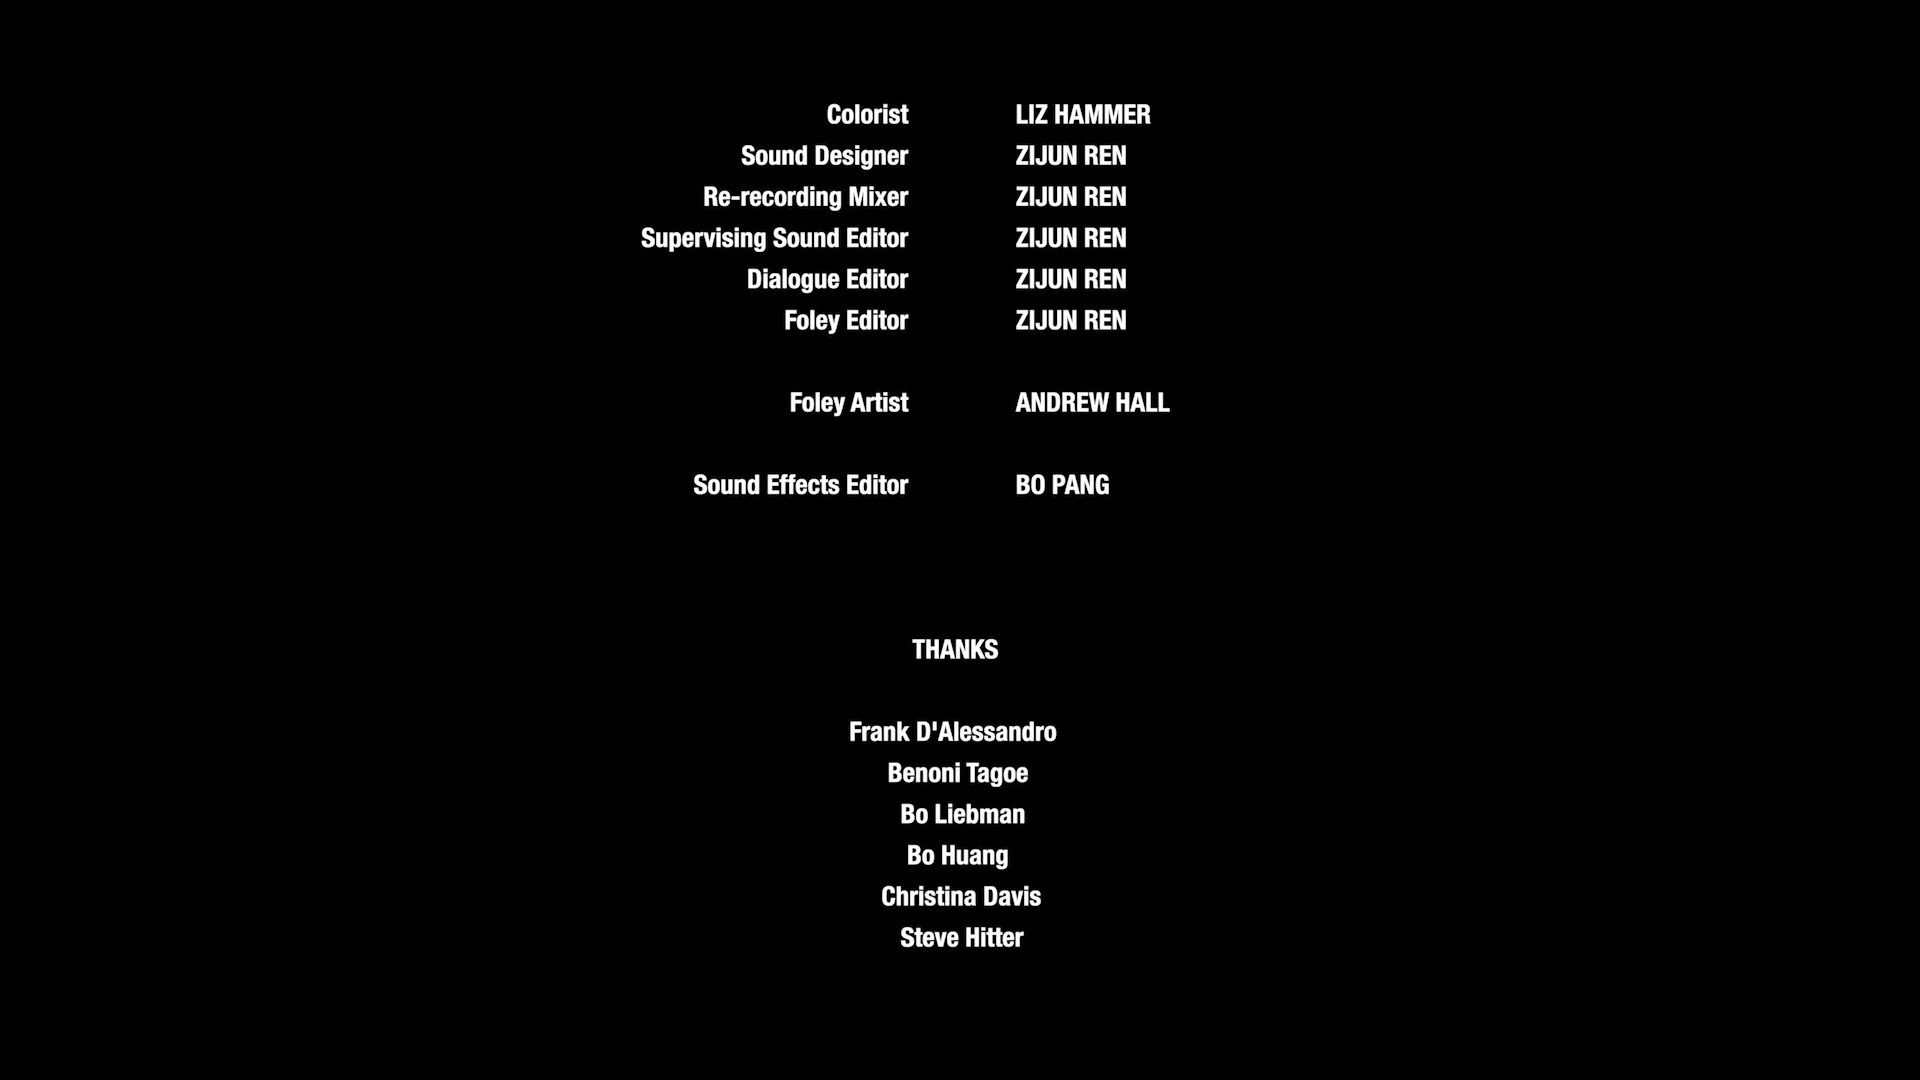 Colorist LIZ HAMMER
Sound Designer ZIJUN REN
Re-recording Mixer ZIJUN REN
Supervising Sound Editor ZIJUN REN
Dialogue Editor ZIJUN REN
Foley Editor ZIJUN REN
Foley Artist ANDREW HALL
Sound Effects Editor BO PANG
THANKS
Frank D'Alessandro
Benoni Tagoe
Bo Liebman
Bo Huang
Christina Davis
Steve Hitter